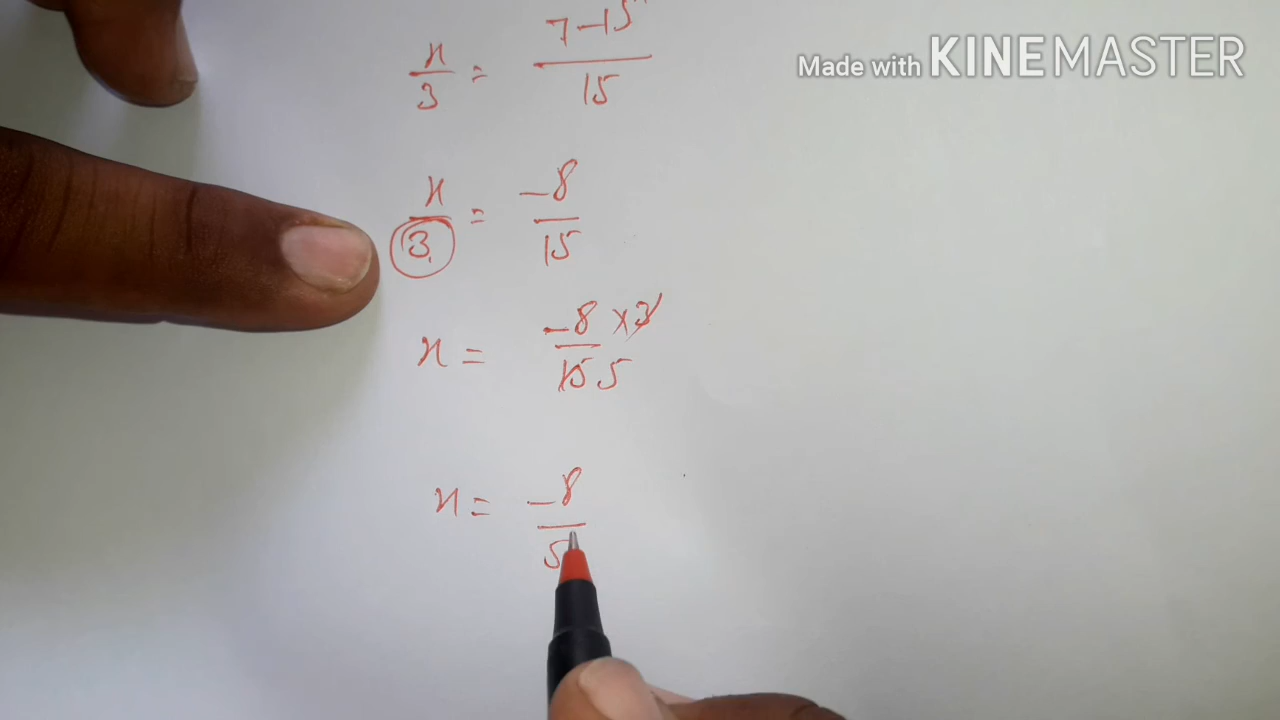 Made with KINEMASTER
x/3 = 7-15/15
x/3 = -8/15
x = -8×3/15 5
x = -8/5